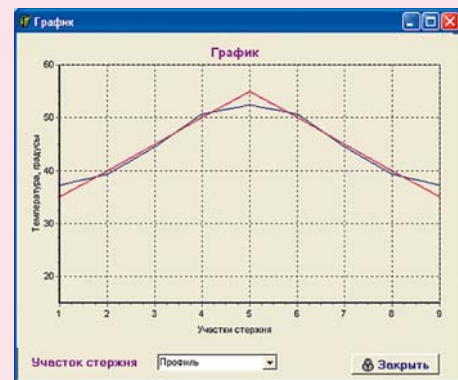 График
График
60
50
40
30
20
Температура, градусы
1 2 3 4 5 6 7 8 9
Участки стержня
Участок стержня Профиль Закрыть